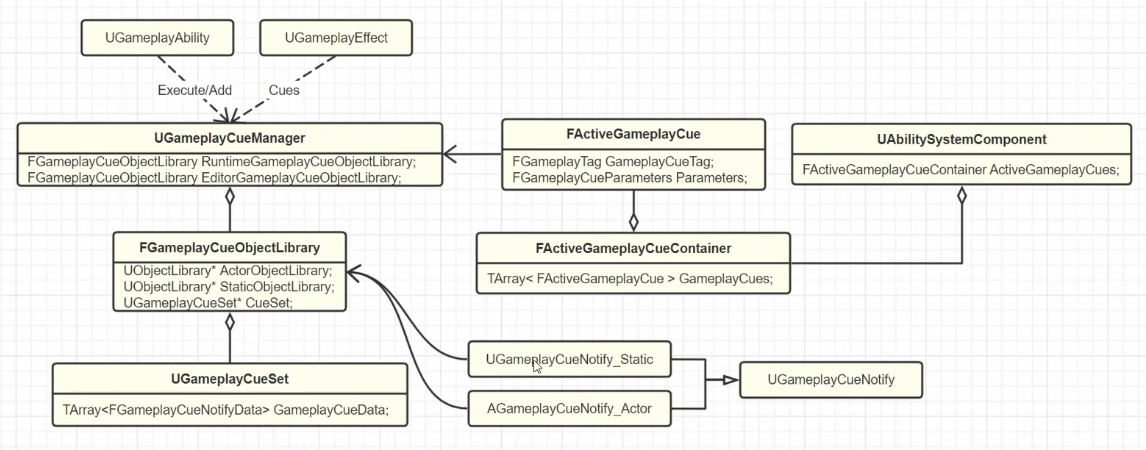 UGameplayAbility
UGameplayEffect
Execute/Add
Cues
UGameplayCueManager
FGameplayCueObjectLibrary RuntimeGameplayCueObjectLibrary;
FGameplayCueObjectLibrary EditorGameplayCueObjectLibrary;
FActiveGameplayCue
FGameplayTag GameplayCueTag;
FGameplayCueParameters Parameters;
UAbilitySystemComponent
FActiveGameplayCueContainer ActiveGameplayCues;
FGameplayCueObjectLibrary
UObjectLibrary* ActorObjectLibrary;
UObjectLibrary* StaticObjectLibrary;
UGameplayCueSet* CueSet;
FActiveGameplayCueContainer
TArray< FActiveGameplayCue > GameplayCues;
UGameplayCueSet
TArray<FGameplayCueNotifyData> GameplayCueData;
UGameplayCueNotify_Static
AGameplayCueNotify_Actor
UGameplayCueNotify